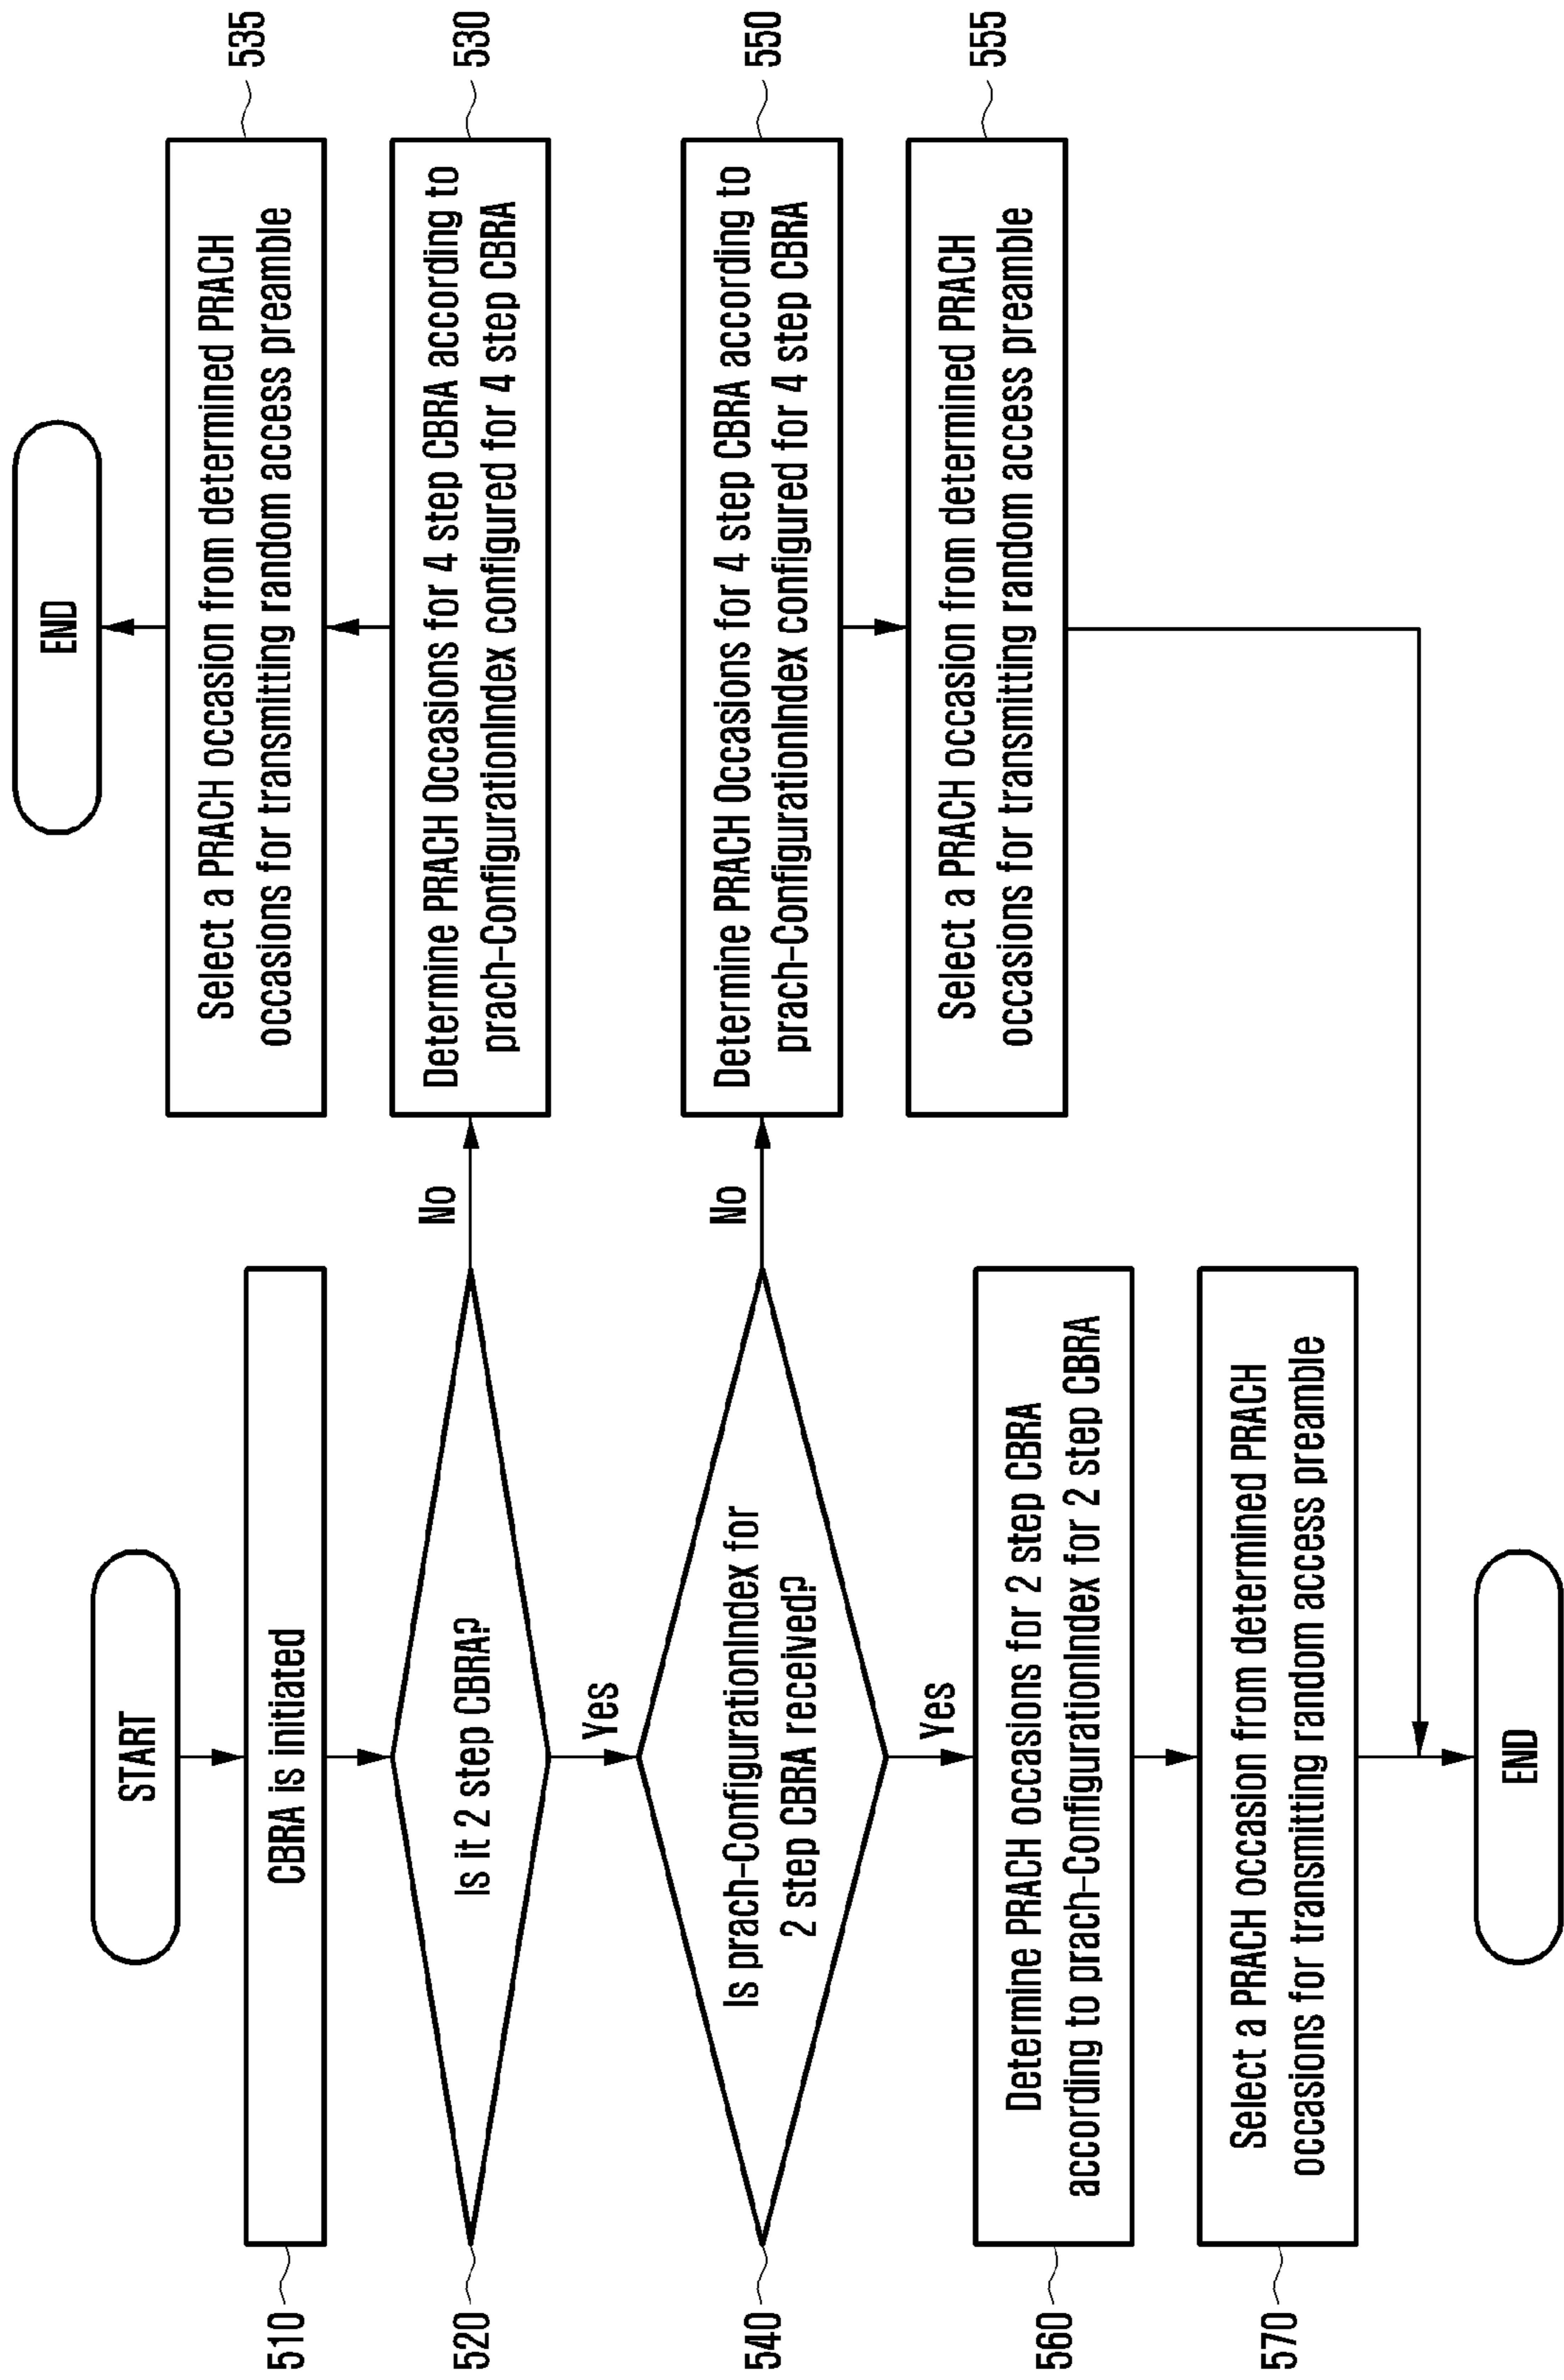 START
510
CBRA is initiated
520
Is it 2 step CBRA?
No
Yes
530
Determine PRACH Occasions for 4 step CBRA according to
prach-ConfigurationIndex configured for 4 step CBRA
535
Select a PRACH occasion from determined PRACH
occasions for transmitting random access preamble
END
540
Is prach-ConfigurationIndex for
2 step CBRA received?
No
Yes
550
Determine PRACH Occasions for 4 step CBRA according to
prach-ConfigurationIndex configured for 4 step CBRA
555
Select a PRACH occasion from determined PRACH
occasions for transmitting random access preamble
560
Determine PRACH occasions for 2 step CBRA
according to prach-ConfigurationIndex for 2 step CBRA
570
Select a PRACH occasion from determined PRACH
occasions for transmitting random access preamble
END